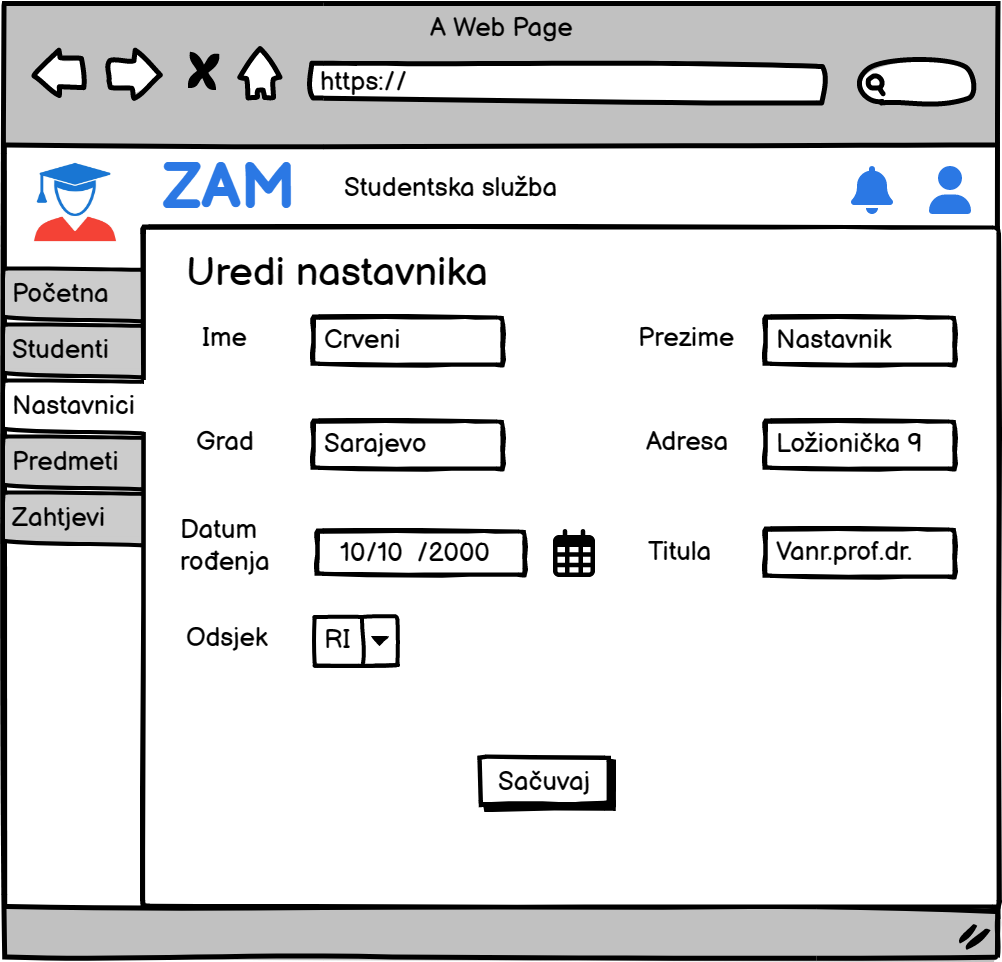 A Web Page
https://
ZAM
Studentska služba
Početna
Studenti
Nastavnici
Predmeti
Zahtjevi
Uredi nastavnika
Ime
Crveni
Prezime
Nastavnik
Grad
Sarajevo
Adresa
Ložionička 9
Datum
rođenja
10/10 /2000
Titula
Vanr.prof.dr.
Odsjek
RI
Sačuvaj